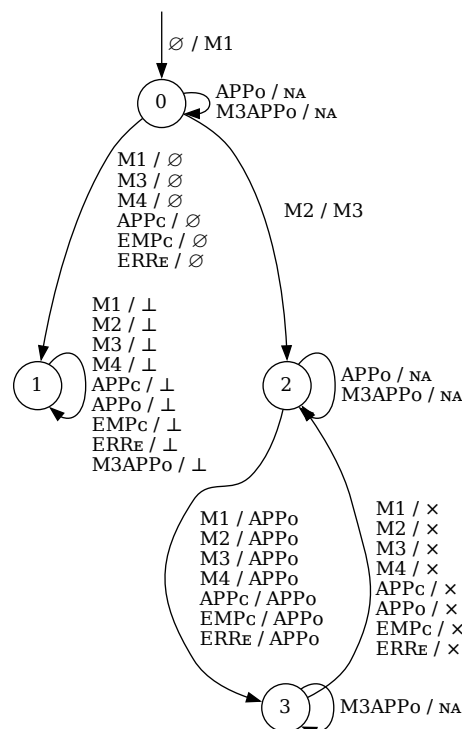 ∅ / M1
0
APPO / NA
M3APPO / NA
M1 / ∅
M3 / ∅
M4 / ∅
APPC / ∅
EMPC / ∅
ERRE / ∅
M2 / M3
M1 / ⊥
M2 / ⊥
M3 / ⊥
M4 / ⊥
APPC / ⊥
APPO / ⊥
EMPC / ⊥
ERRE / ⊥
M3APPO / ⊥
1
2
APPO / NA
M3APPO / NA
M1 / APPO
M2 / APPO
M3 / APPO
M4 / APPO
APPC / APPO
EMPC / APPO
ERRE / APPO
M1 / ×
M2 / ×
M3 / ×
M4 / ×
APPC / ×
APPO / ×
EMPC / ×
ERRE / ×
3
M3APPO / NA